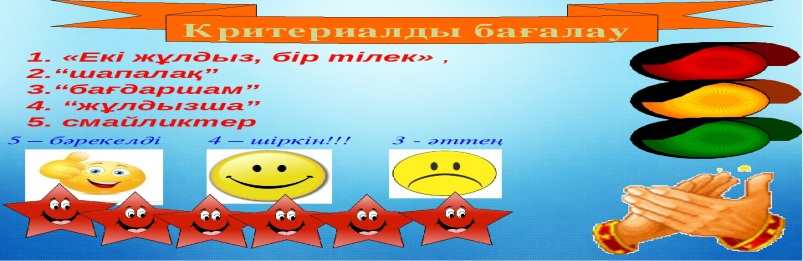 Критериалды бағалау
1. «Екі жұлдыз, бір тілек» ,
2.“шапалақ”
3.“бағдаршам”
4. “жұлдызша”
5. смайликтер
5 – бәрекелді 4 – шіркін!!! 3 - әттең